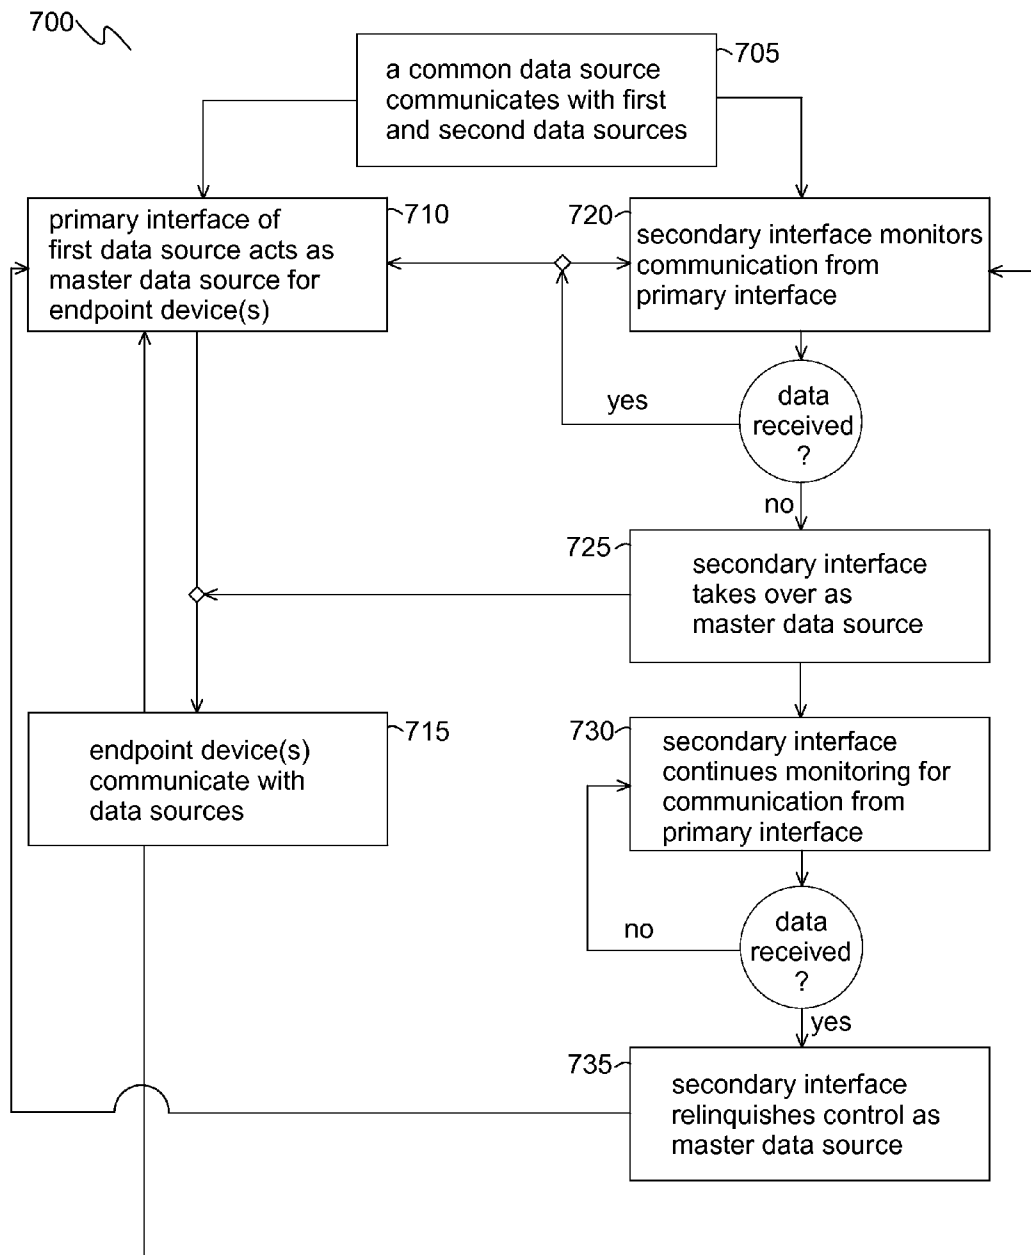 700
705
a common data source
communicates with first
and second data sources
710
primary interface of
first data source acts as
master data source for
endpoint device(s)
720
secondary interface monitors
communication from
primary interface
data
received
?
yes
no
725
secondary interface
takes over as
master data source
715
endpoint device(s)
communicate with
data sources
730
secondary interface
continues monitoring for
communication from
primary interface
data
received
?
no
yes
735
secondary interface
relinquishes control as
master data source